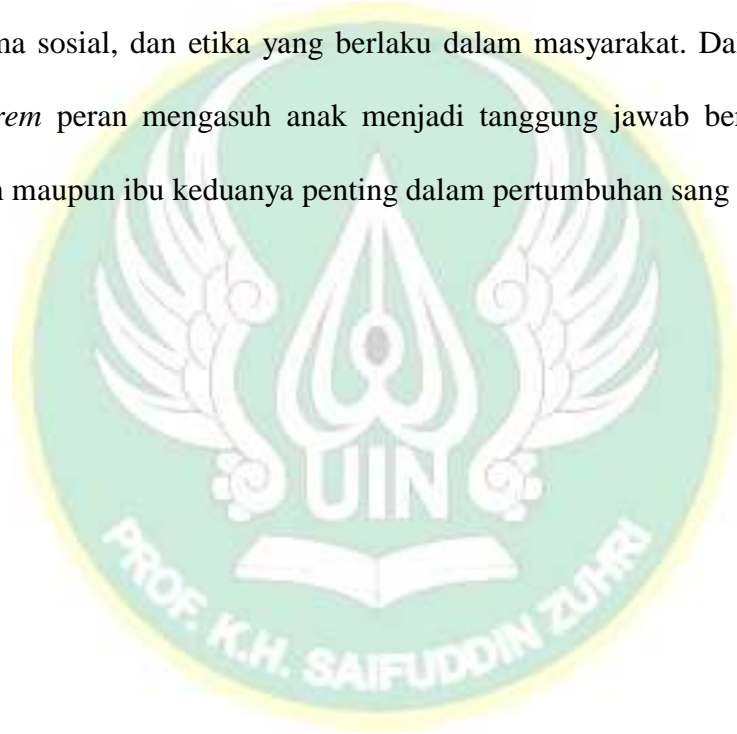 ma sosial, dan etika yang berlaku dalam masyarakat. Dal
rem peran mengasuh anak menjadi tanggung jawab ber
n maupun ibu keduanya penting dalam pertumbuhan sang
UIN
PROF. K.H. SAIFUDDIN ZUHRI